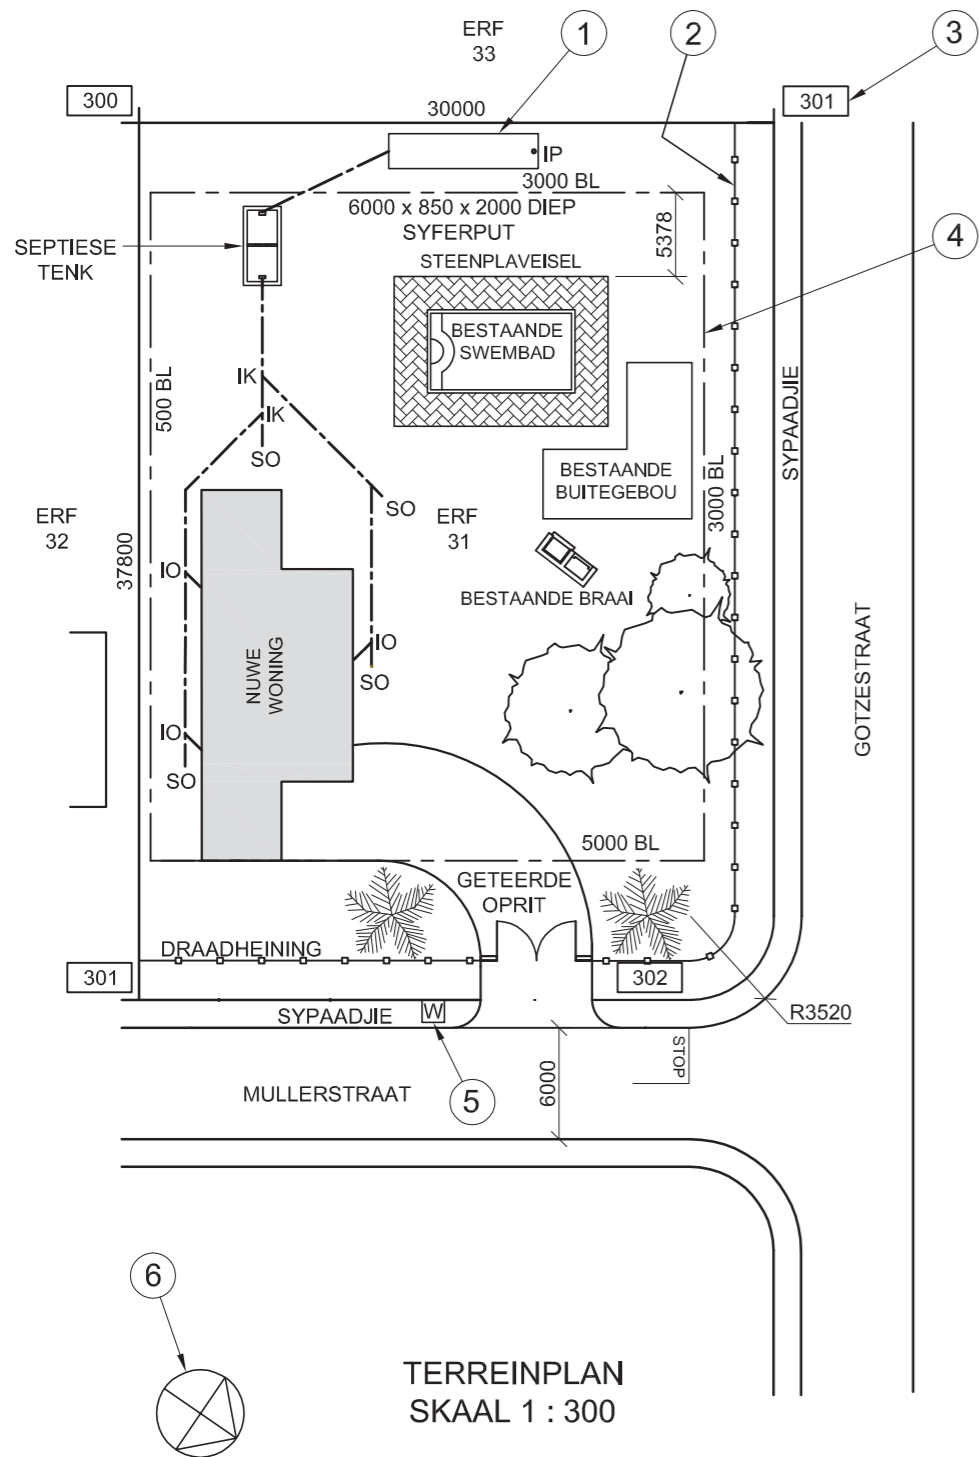 ERF
33
1
2
3
300
301
30000
IP
3000 BL
6000 x 850 x 2000 DIEP
SYFERPUT
5378
4
SEPTIESE
TENK
STEENPLAVEISEL
BESTAANDE
SWEMBAD
IK
500 BL
IK
SO
BESTAANDE
BUITEGEBOU
3000 BL
SYPAADJIE
SO
ERF
32
ERF
31
37800
IO
BESTAANDE BRAAI
NUWE
WONING
IO
SO
GOTZESTRAAT
IO
SO
5000 BL
GETEERDE
OPRIT
DRAADHEINING
301
302
SYPAADJIE
W
R3520
STOP
6000
MULLERSTRAAT
5
6
TERREINPLAN
SKAAL 1 : 300